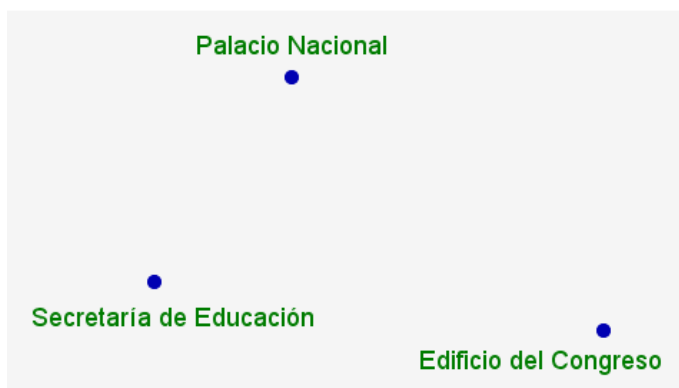 Palacio Nacional
Secretaría de Educación
Edificio del Congreso